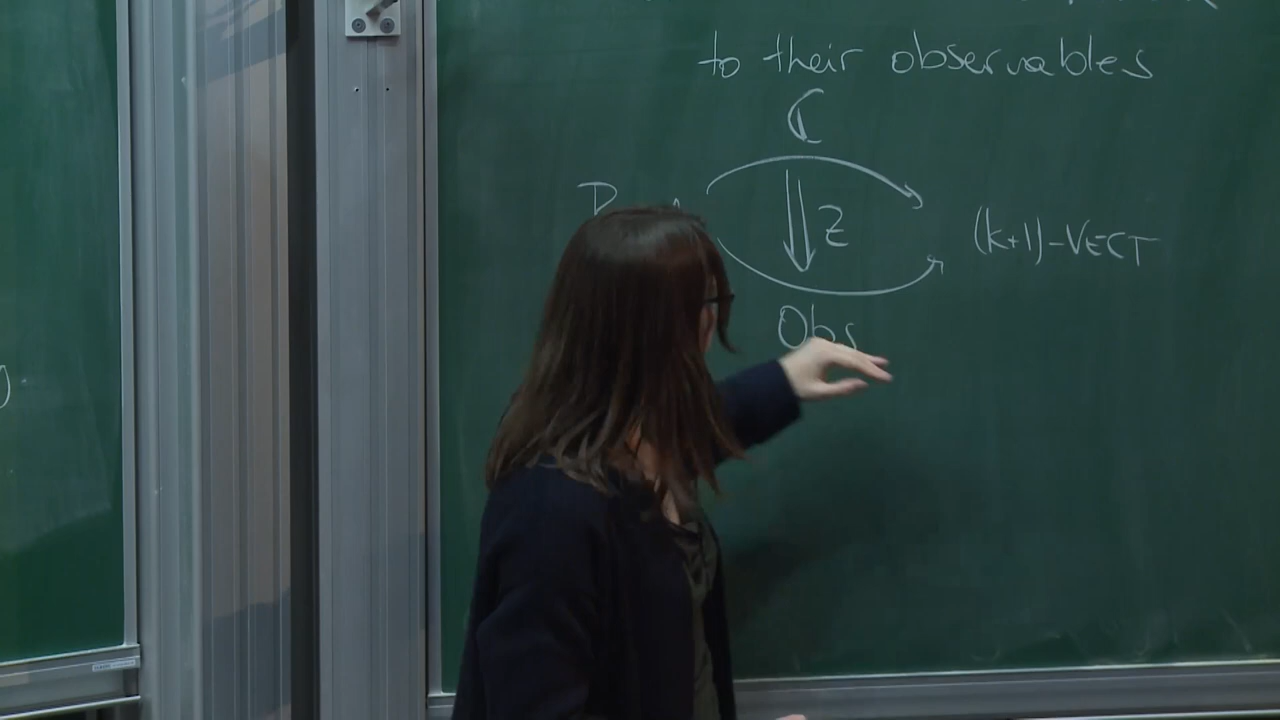 to their observables
ℂ
Z
(k+1)-VECT
Obs